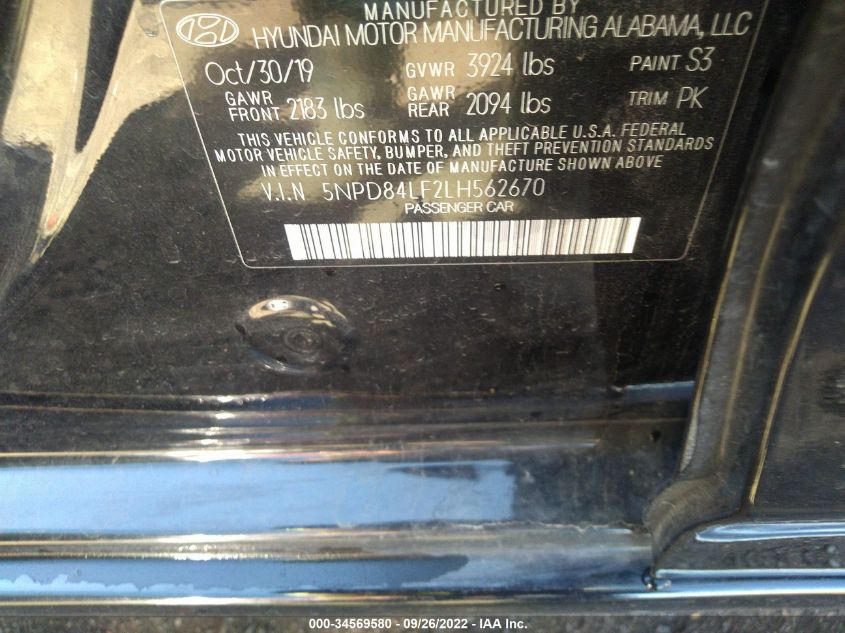 MANUFACTURED BY
HYUNDAI MOTOR MANUFACTURING ALABAMA, LLC
Oct/30/19 GVWR 3924 lbs PAINT S3
GAWR FRONT 2183 lbs GAWR REAR 2094 lbs TRIM PK
THIS VEHICLE CONFORMS TO ALL APPLICABLE U.S.A. FEDERAL
MOTOR VEHICLE SAFETY, BUMPER, AND THEFT PREVENTION STANDARDS
IN EFFECT ON THE DATE OF MANUFACTURE SHOWN ABOVE
V.I.N. 5NPD84LF2LH562670
PASSENGER CAR
000-34569580 - 09/26/2022 - IAA Inc.